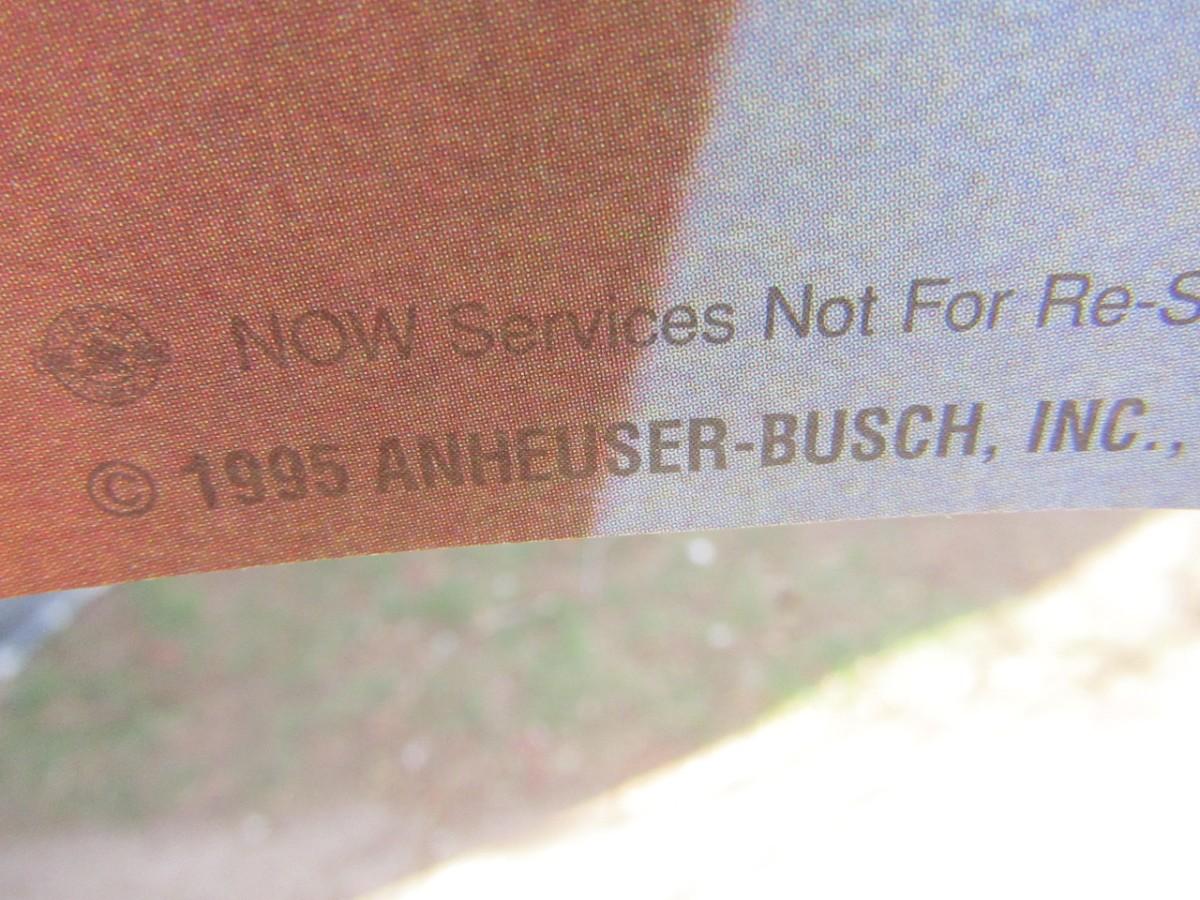 NOW Services Not For Re-S
© 1995 ANHEUSER-BUSCH, INC.,